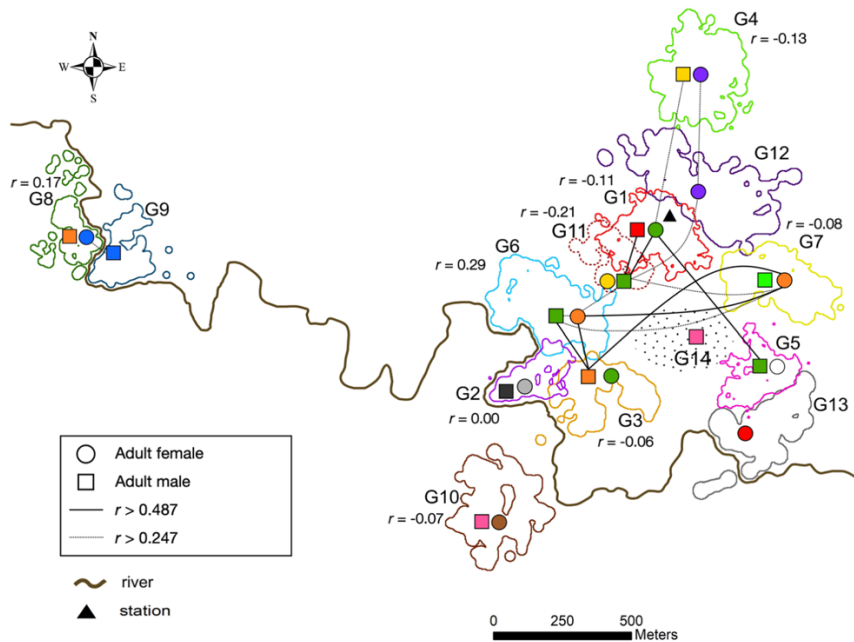 G4
r = -0.13
N
W E
S
G12
r = 0.17
G8
r = -0.11
G1
G9
r = -0.21
G11
r = -0.08
G7
G6
r = 0.29
G14
G5
G2
r = 0.00
G3
r = -0.06
G13
Adult female
Adult male
r > 0.487
r > 0.247
G10
r = -0.07
river
station
0 250 500
Meters